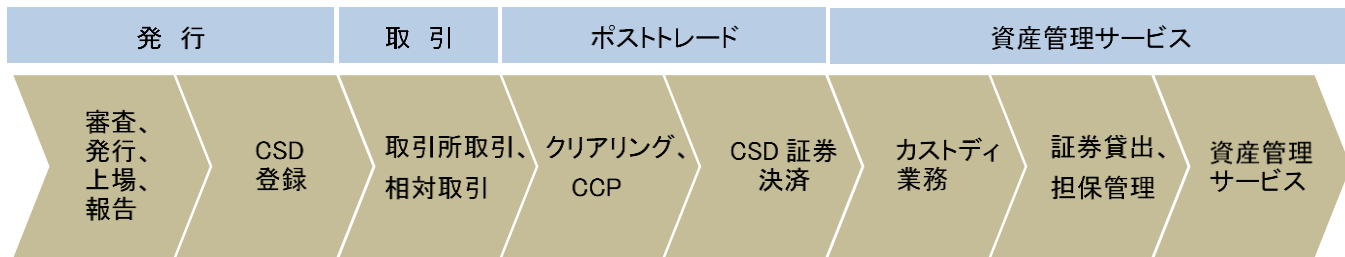 発 行
取 引
ポストトレード
資産管理サービス
審査、
発行、
上場、
報告
CSD
登録
取引所取引、
相対取引
クリアリング、
CCP
CSD 証券
決済
カストディ
業務
証券貸出、
担保管理
資産管理
サービス